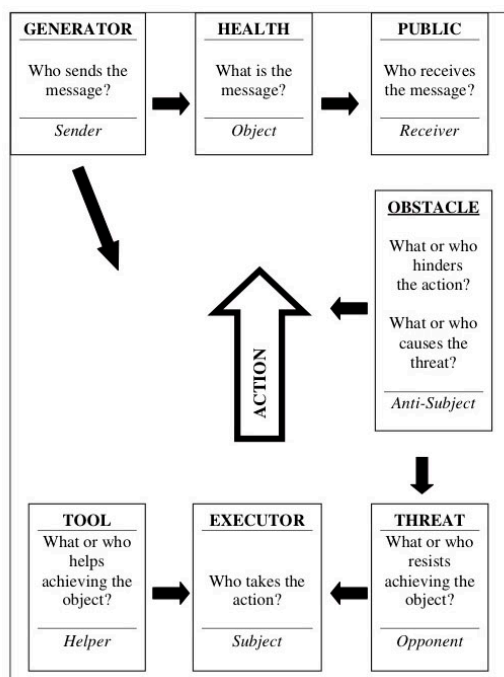 GENERATOR
Who sends the
message?
Sender
HEALTH
What is the
message?
Object
PUBLIC
Who receives
the message?
Receiver
OBSTACLE
What or who
hinders
the action?
What or who
causes the
threat?
Anti-Subject
ACTION
TOOL
What or who
helps
achieving the
object?
Helper
EXECUTOR
Who takes the
action?
Subject
THREAT
What or who
resists
achieving the
object?
Opponent